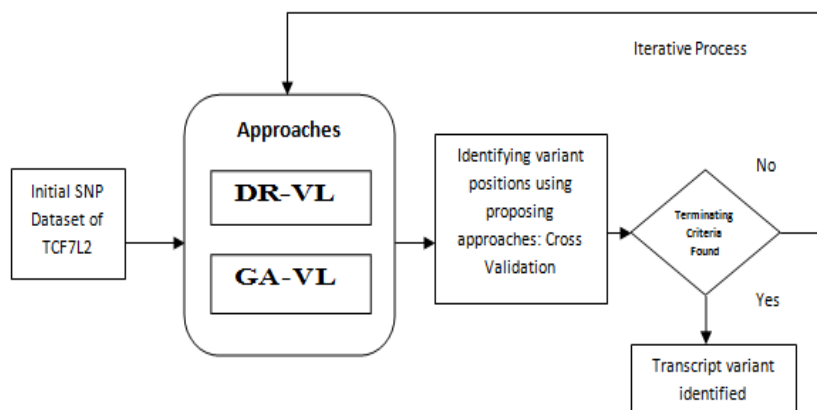 Iterative Process
Approaches
DR-VL
GA-VL
Initial SNP
Dataset of
TCF7L2
Identifying variant
positions using
proposing
approaches: Cross
Validation
Terminating
Criteria
Found
No
Yes
Transcript variant
identified